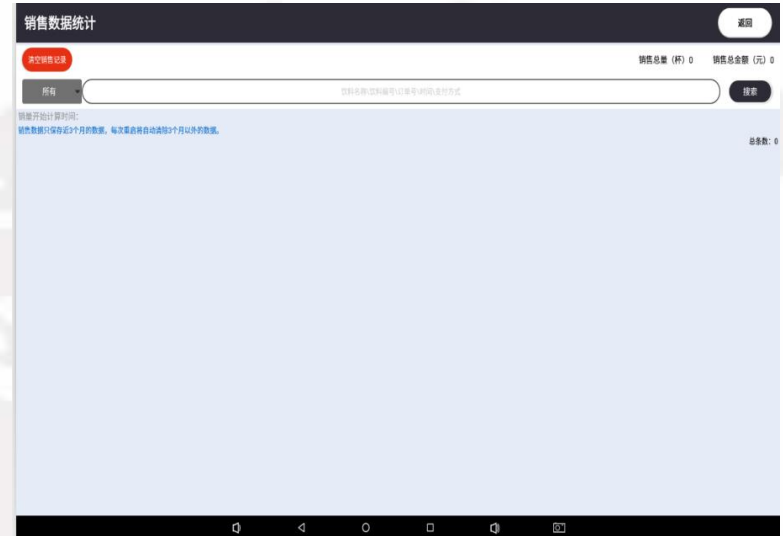 销售数据统计
返回
清空销售记录
销售总量（杯）0
销售总金额（元）0
所有
饮料名称\饮料编号\订单号\时间\支付方式
搜索
销量开始计算时间：
销售数据只保存近3个月的数据，每次重启将自动清除3个月以外的数据。
总条数：0